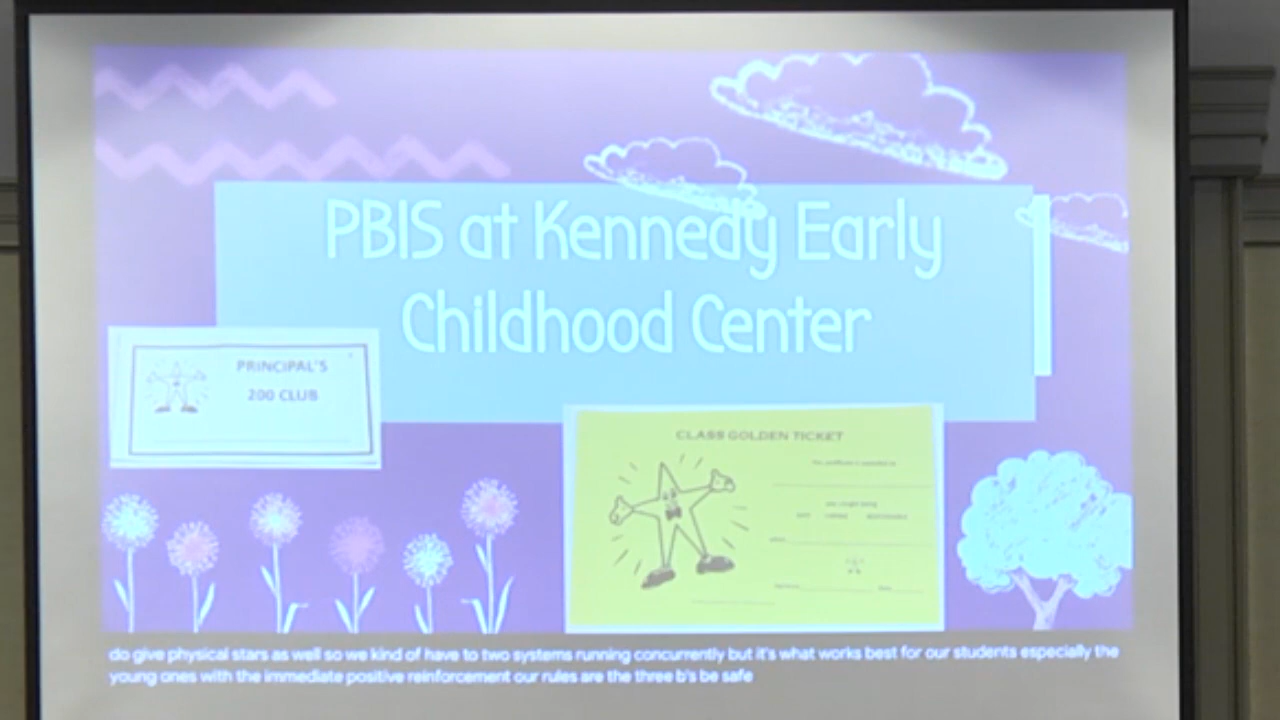 PBIS at Kennedy Early
Childhood Center
PRINCIPAL'S
200 CLUB
CLASS GOLDEN TICKET
do give physical stars as well so we kind of have to two systems running concurrently but it's what works best for our students especially the
young ones with the immediate positive reinforcement our rules are the three b's be safe